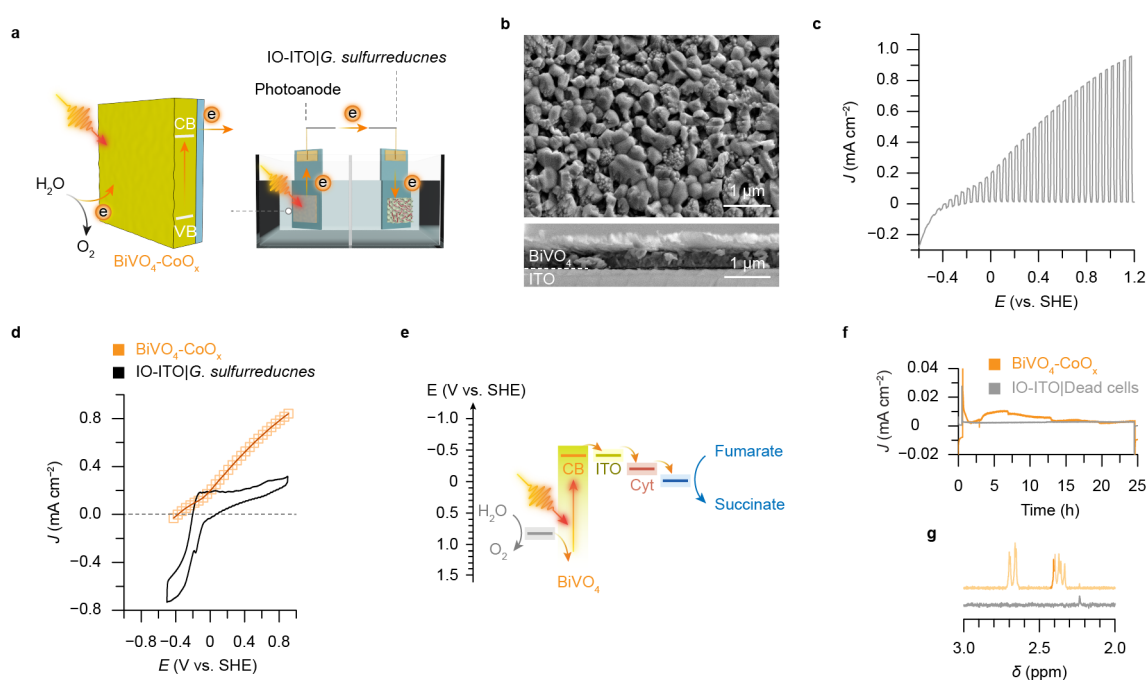 a
IO-ITO|G. sulfurreducnes
Photoanode
e
e
CB
e
e
H₂O
e
VB
O₂
BiVO₄-CoOₓ
b
1 µm
BiVO₄
1 µm
ITO
c
1.0
0.8
0.6
0.4
0.2
0
−0.2
J (mA cm⁻²)
−0.4 0 0.4 0.8 1.2
E (vs. SHE)
d
BiVO₄-CoOₓ
IO-ITO|G. sulfurreducnes
0.8
0.4
0.0
−0.4
−0.8
J (mA cm⁻²)
−0.8 −0.4 0 0.4 0.8
E (V vs. SHE)
e
E (V vs. SHE)
-1.0
-0.5
0
0.5
1.0
1.5
CB
ITO
Cyt
Fumarate
Succinate
H₂O
O₂
BiVO₄
f
BiVO₄-CoOₓ
IO-ITO|Dead cells
0.04
0.02
0
−0.02
J (mA cm⁻²)
0 5 10 15 20 25
Time (h)
g
3.0 2.5 2.0
δ (ppm)